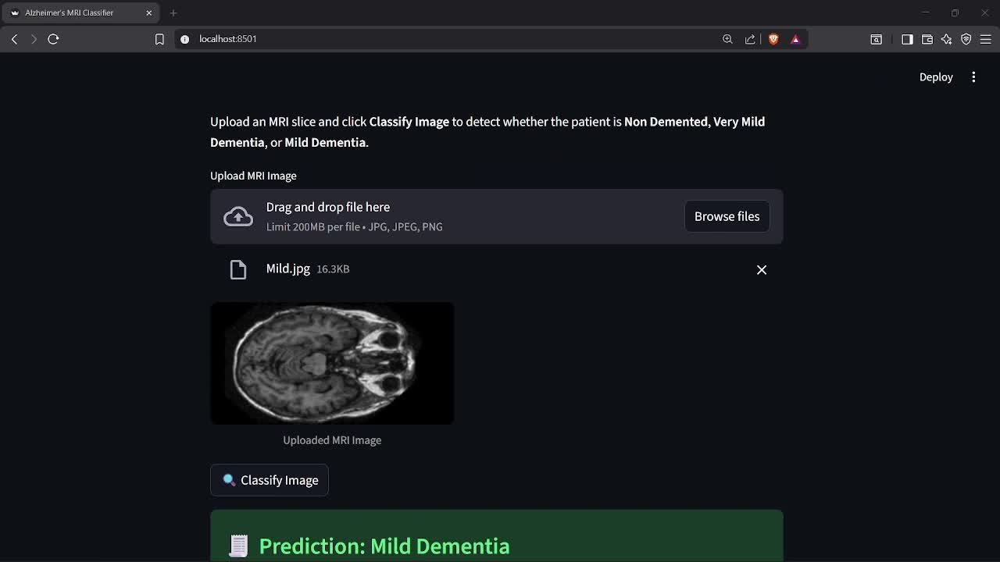 Alzheimer's MRI Classifier
localhost:8501
Deploy
Upload an MRI slice and click Classify Image to detect whether the patient is Non Demented, Very Mild
Dementia, or Mild Dementia.
Upload MRI Image
Drag and drop file here
Limit 200MB per file • JPG, JPEG, PNG
Browse files
Mild.jpg 16.3KB
Uploaded MRI Image
Classify Image
Prediction: Mild Dementia